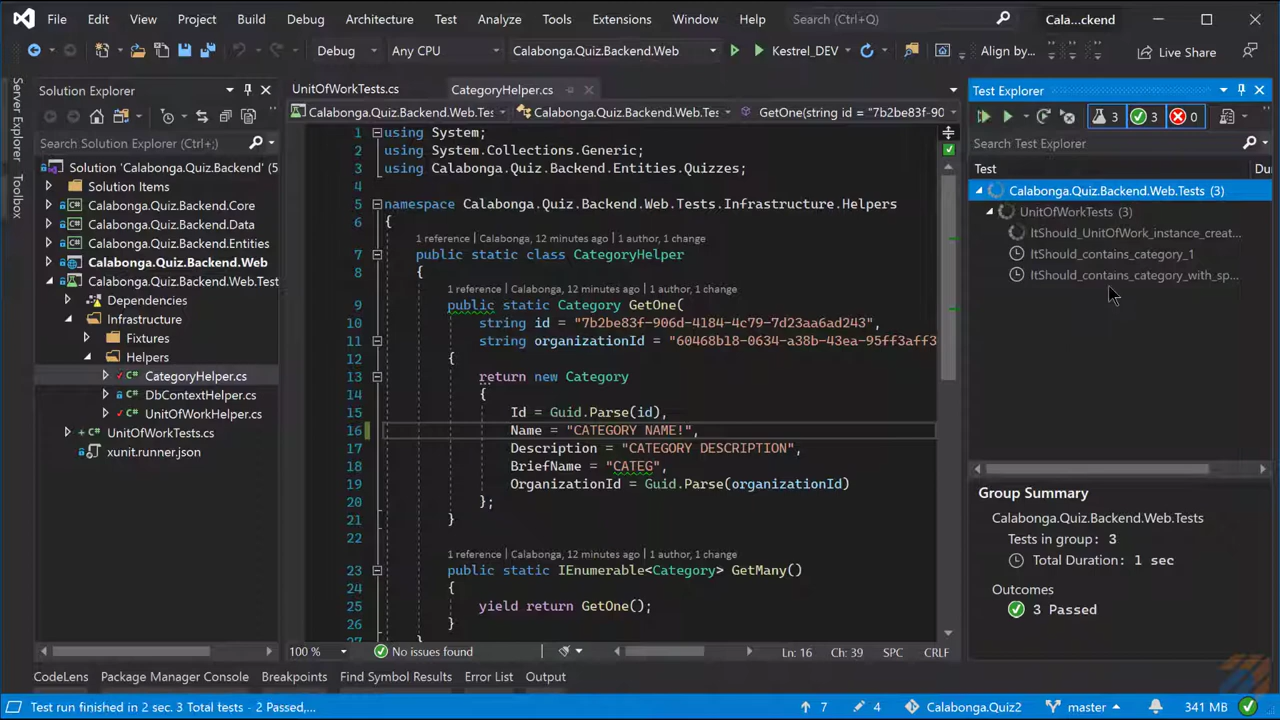 File Edit View Project Build Debug Architecture Test Analyze Tools Extensions Window Help Search (Ctrl+Q) Cala...ckend
Debug Any CPU Calabonga.Quiz.Backend.Web Kestrel_DEV Align by... Live Share
Server Explorer
Toolbox
Solution Explorer
Search Solution Explorer (Ctrl+;)
Solution 'Calabonga.Quiz.Backend' (5
Solution Items
Calabonga.Quiz.Backend.Core
Calabonga.Quiz.Backend.Data
Calabonga.Quiz.Backend.Entities
Calabonga.Quiz.Backend.Web
Calabonga.Quiz.Backend.Web.Test
Dependencies
Infrastructure
Fixture
Helpers
C# CategoryHelper.cs
C# DbContextHelper.cs
C# UnitOfWorkHelper.cs
C# UnitOfWorkTests.cs
xunit.runner.json
UnitOfWorkTests.cs CategoryHelper.cs
Calabonga.Quiz.Backend.Web.Tes Calabonga.Quiz.Backend.Web.Tes GetOne(string id = "7b2be83f-90
1 using System;
2 using System.Collections.Generic;
3 using Calabonga.Quiz.Backend.Entities.Quizzes;
4
5 namespace Calabonga.Quiz.Backend.Web.Tests.Infrastructure.Helpers
6 {
1 reference | Calabonga, 12 minutes ago | 1 author, 1 change
7 public static class CategoryHelper
8 {
1 reference | Calabonga, 12 minutes ago | 1 author, 1 change
9 public static Category GetOne(
10 string id = "7b2be83f-906d-4184-4c79-7d23aa6ad243",
11 string organizationId = "60468b18-0634-a38b-43ea-95ff3aff3
12 {
13 return new Category
14 {
15 Id = Guid.Parse(id),
16 Name = "CATEGORY NAME!",
17 Description = "CATEGORY DESCRIPTION",
18 BriefName = "CATEG",
19 OrganizationId = Guid.Parse(organizationId)
20 };
21 }
22
1 reference | Calabonga, 12 minutes ago | 1 author, 1 change
23 public static IEnumerable<Category> GetMany()
24 {
25 yield return GetOne();
26 }
27 }
100 % No issues found Ln: 16 Ch: 39 SPC CRLF
Test Explorer
3 3 0
Search Test Explorer
Test Du
Calabonga.Quiz.Backend.Web.Tests (3)
UnitOfWorkTests (3)
ItShould_UnitOfWork_instance_creat...
ItShould_contains_category_1
ItShould_contains_category_with_sp...
Group Summary
Calabonga.Quiz.Backend.Web.Tests
Tests in group: 3
Total Duration: 1 sec
Outcomes
3 Passed
CodeLens Package Manager Console Breakpoints Find Symbol Results Error List Output
Test run finished in 2 sec. 3 Total tests - 2 Passed,... 7 4 Calabonga.Quiz2 master 341 MB